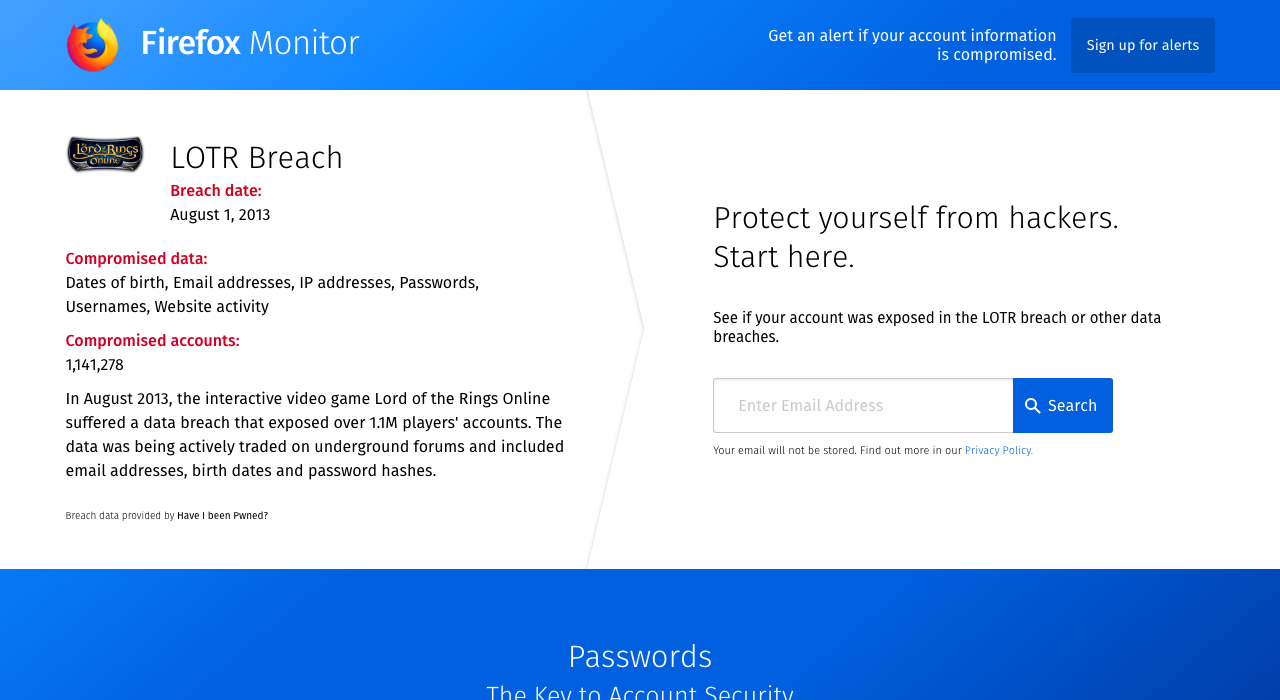 Firefox Monitor
Get an alert if your account information
is compromised.
Sign up for alerts
The Lord of the Rings
Online
LOTR Breach
Breach date:
August 1, 2013
Compromised data:
Dates of birth, Email addresses, IP addresses, Passwords,
Usernames, Website activity
Compromised accounts:
1,141,278
In August 2013, the interactive video game Lord of the Rings Online
suffered a data breach that exposed over 1.1M players' accounts. The
data was being actively traded on underground forums and included
email addresses, birth dates and password hashes.
Breach data provided by Have I been Pwned?
Protect yourself from hackers.
Start here.
See if your account was exposed in the LOTR breach or other data
breaches.
Enter Email Address
Search
Your email will not be stored. Find out more in our Privacy Policy.
Passwords
The Key to Account Security